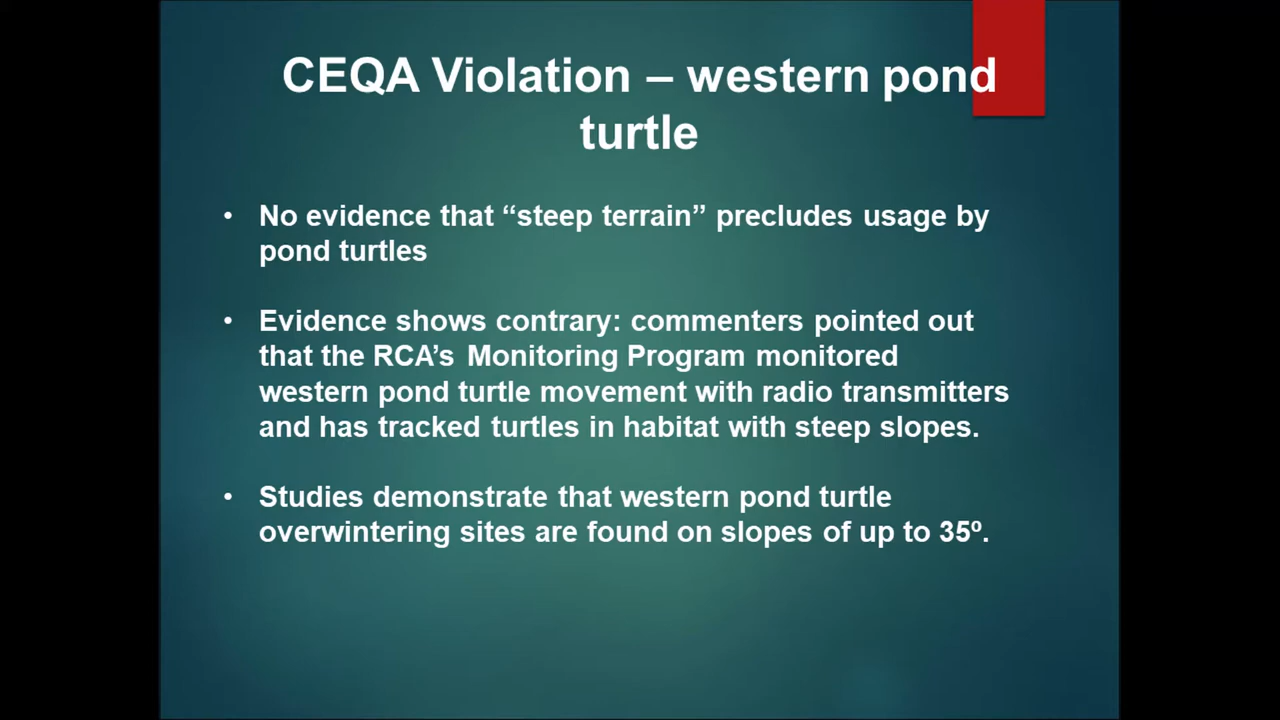 CEQA Violation – western pond
turtle
• No evidence that “steep terrain” precludes usage by
pond turtles
• Evidence shows contrary: commenters pointed out
that the RCA’s Monitoring Program monitored
western pond turtle movement with radio transmitters
and has tracked turtles in habitat with steep slopes.
• Studies demonstrate that western pond turtle
overwintering sites are found on slopes of up to 35º.